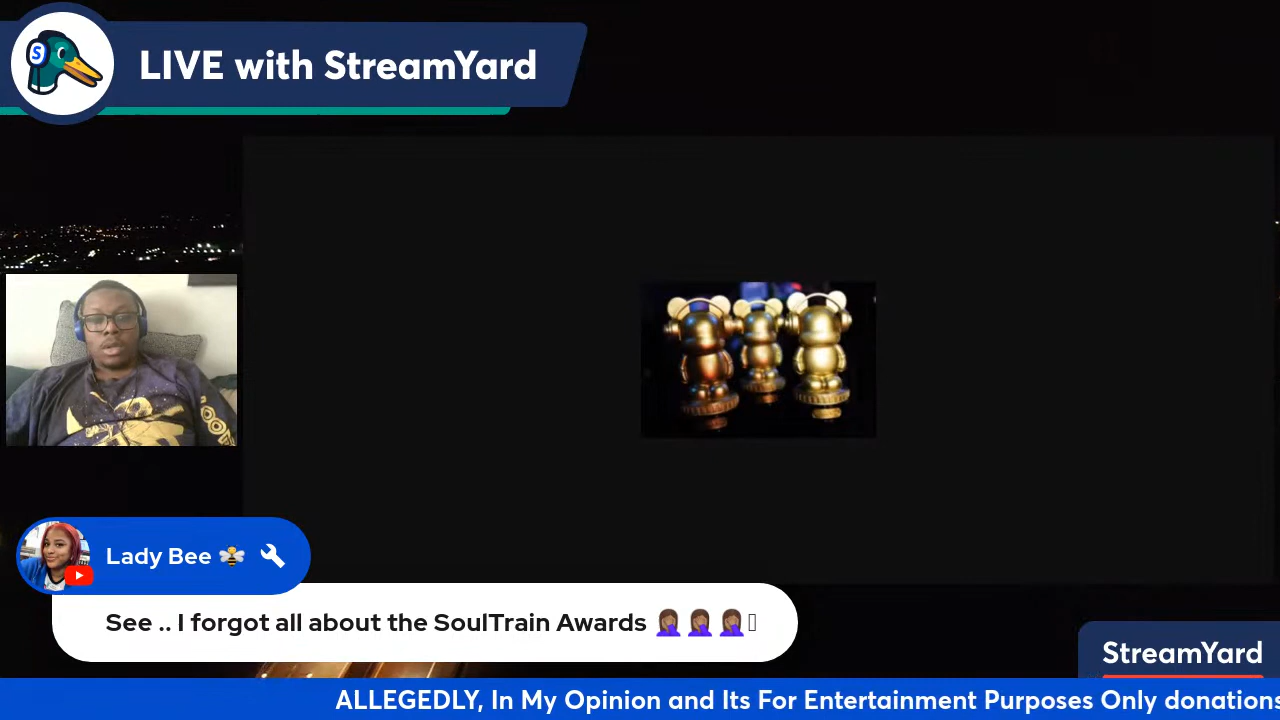 LIVE with StreamYard
Lady Bee 🐝
See .. I forgot all about the SoulTrain Awards 🤦🏽‍♀️🤦🏽‍♀️🤦🏽‍♀️
StreamYard
ALLEGEDLY, In My Opinion and Its For Entertainment Purposes Only donations